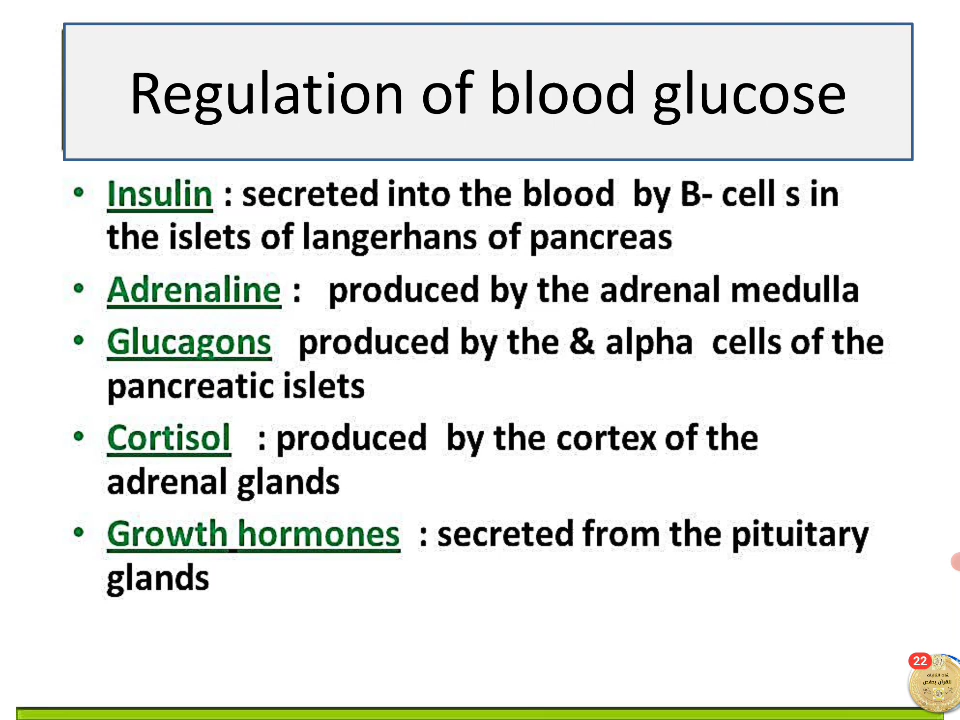 Regulation of blood glucose
• Insulin : secreted into the blood by B- cell s in
the islets of langerhans of pancreas
• Adrenaline : produced by the adrenal medulla
• Glucagons produced by the & alpha cells of the
pancreatic islets
• Cortisol : produced by the cortex of the
adrenal glands
• Growth hormones : secreted from the pituitary
glands
22